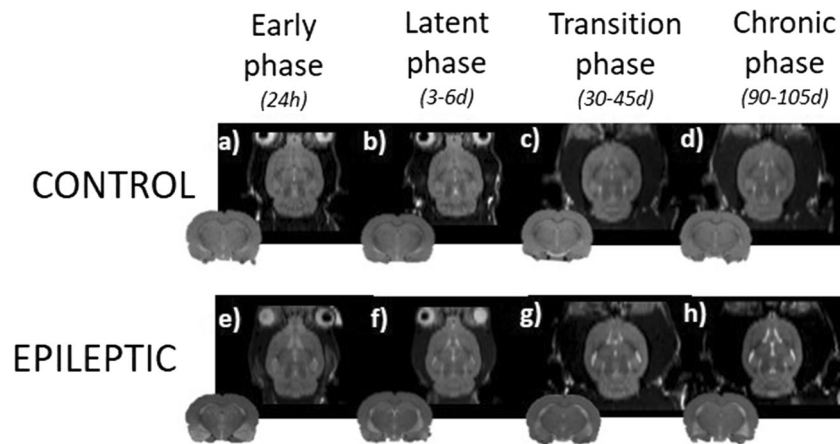 Early Latent Transition Chronic
phase phase phase phase
(24h) (3-6d) (30-45d) (90-105d)
a) b) c) d)
CONTROL
e) f) g) h)
EPILEPTIC